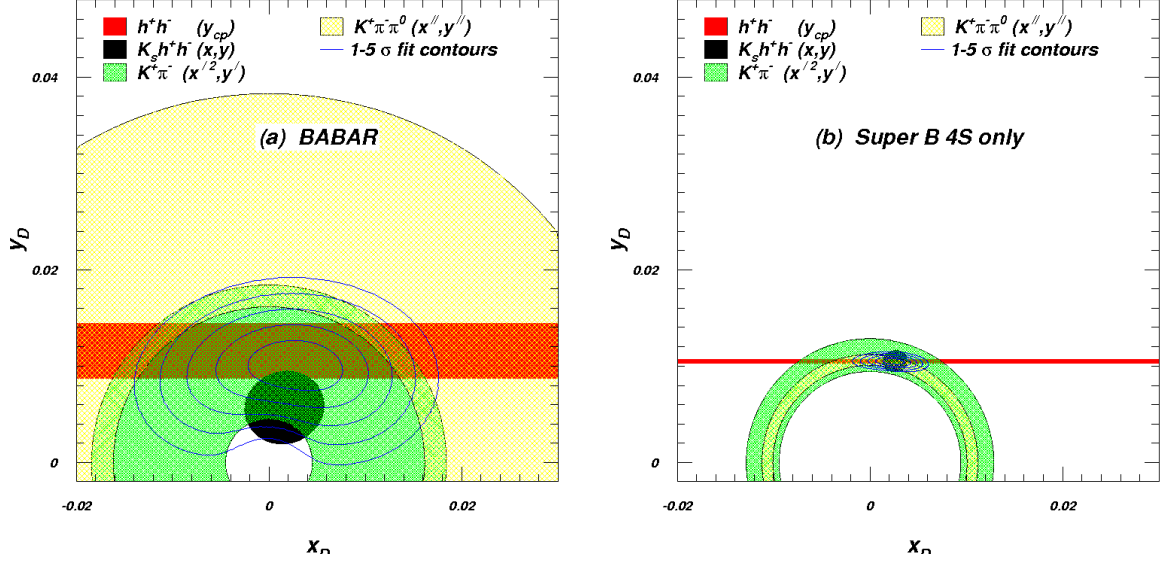 h⁺h⁻ (y_cp)
K_s h⁺h⁻ (x,y)
K⁺π⁻ (x′²,y′)
K⁺π⁻π⁰ (x′′,y′′)
1-5 σ fit contours
(a) BABAR
y_D
0.04
0.02
0
-0.02
0
0.02
x_D
h⁺h⁻ (y_cp)
K_s h⁺h⁻ (x,y)
K⁺π⁻ (x′²,y′)
K⁺π⁻π⁰ (x′′,y′′)
1-5 σ fit contours
(b) Super B 4S only
y_D
0.04
0.02
0
-0.02
0
0.02
x_D